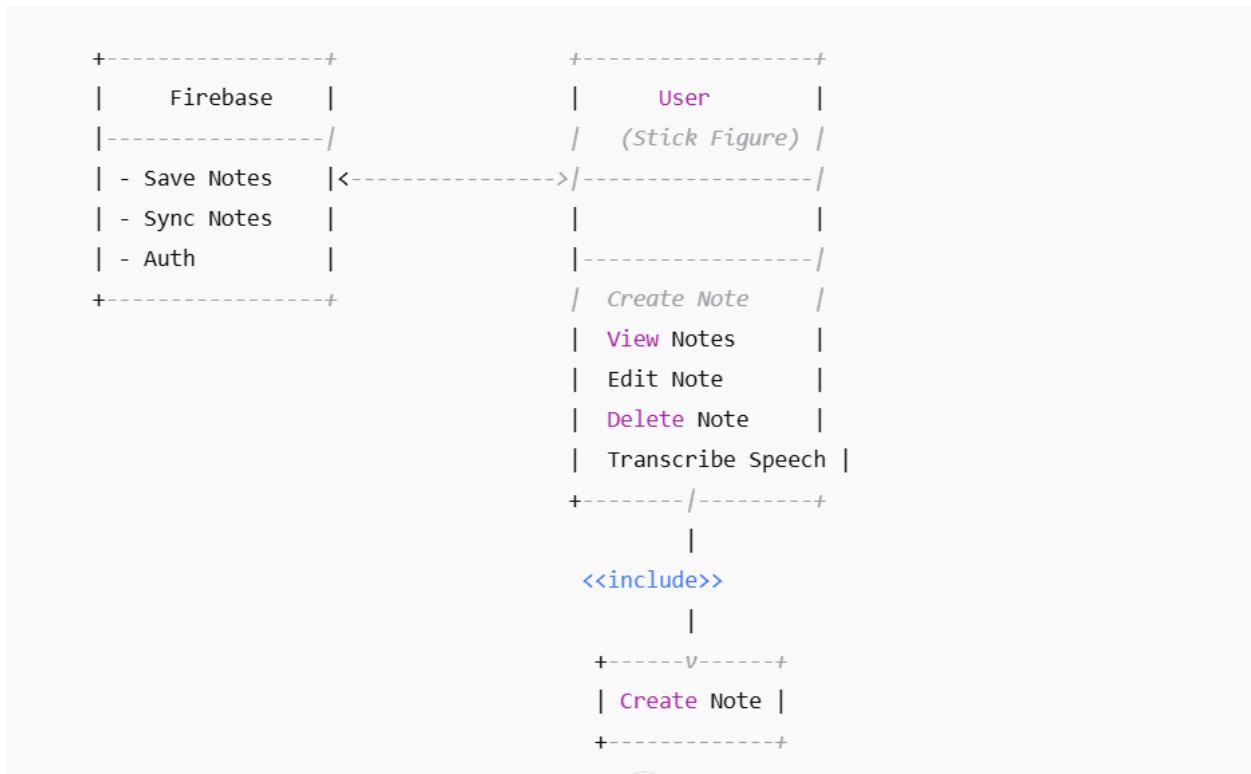 +-----------------+ +------------------+
| Firebase | | User |
|-----------------| | (Stick Figure) |
| - Save Notes |<---------------->|------------------|
| - Sync Notes | | |
| - Auth | |------------------|
+-----------------+ | Create Note |
| View Notes |
| Edit Note |
| Delete Note |
| Transcribe Speech |
+--------|---------+
|
<<include>>
|
+------v------+
| Create Note |
+-------------+